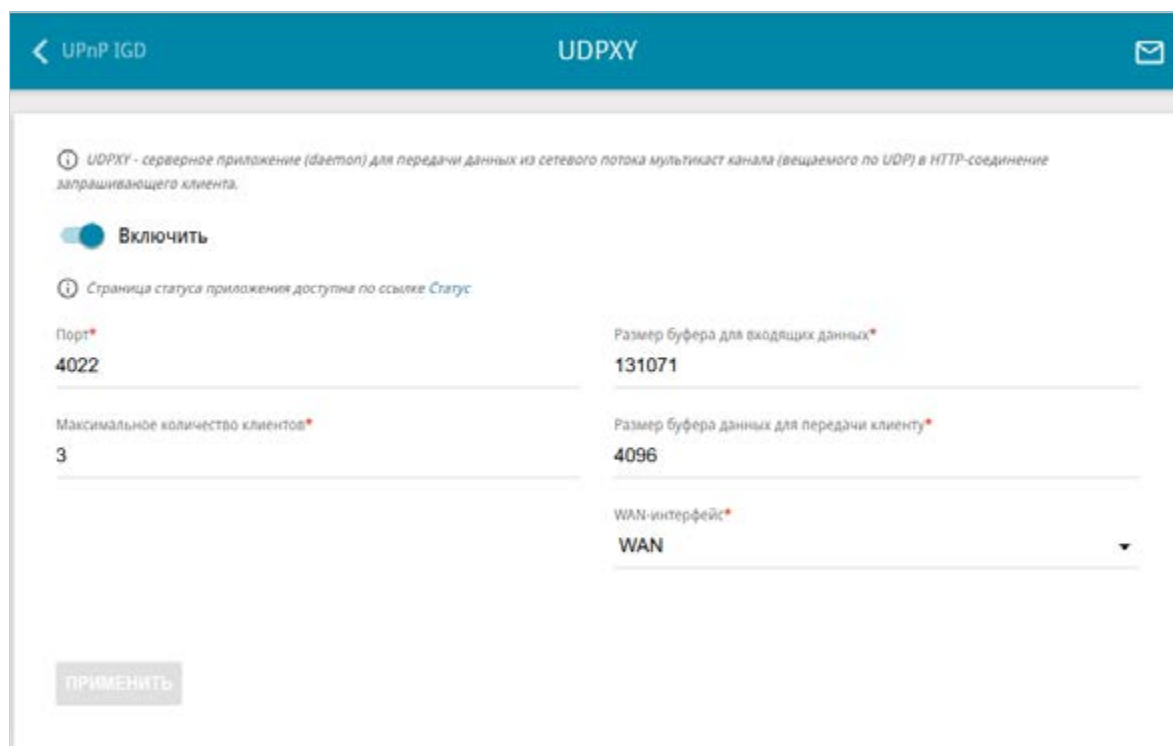 UPnP IGD
UDPXY
UDPXY - серверное приложение (daemon) для передачи данных из сетевого потока мультикаст канала (вещаемого по UDP) в HTTP-соединение
запрашивающего клиента.
Включить
Страница статуса приложения доступна по ссылке Статус
Порт*
4022
Размер буфера для входящих данных*
131071
Максимальное количество клиентов*
3
Размер буфера данных для передачи клиенту*
4096
WAN-интерфейс*
WAN
ПРИМЕНИТЬ